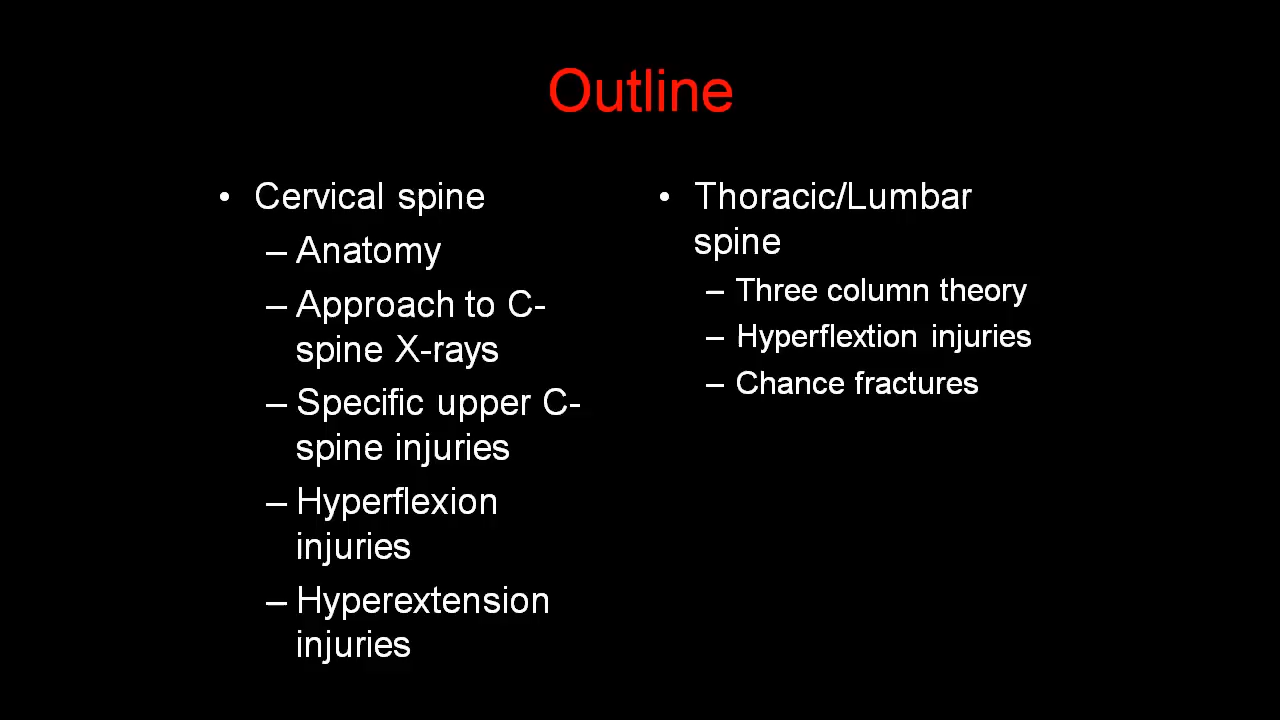 Outline
• Cervical spine
– Anatomy
– Approach to C-
spine X-rays
– Specific upper C-
spine injuries
– Hyperflexion
injuries
– Hyperextension
injuries
• Thoracic/Lumbar
spine
– Three column theory
– Hyperflextion injuries
– Chance fractures